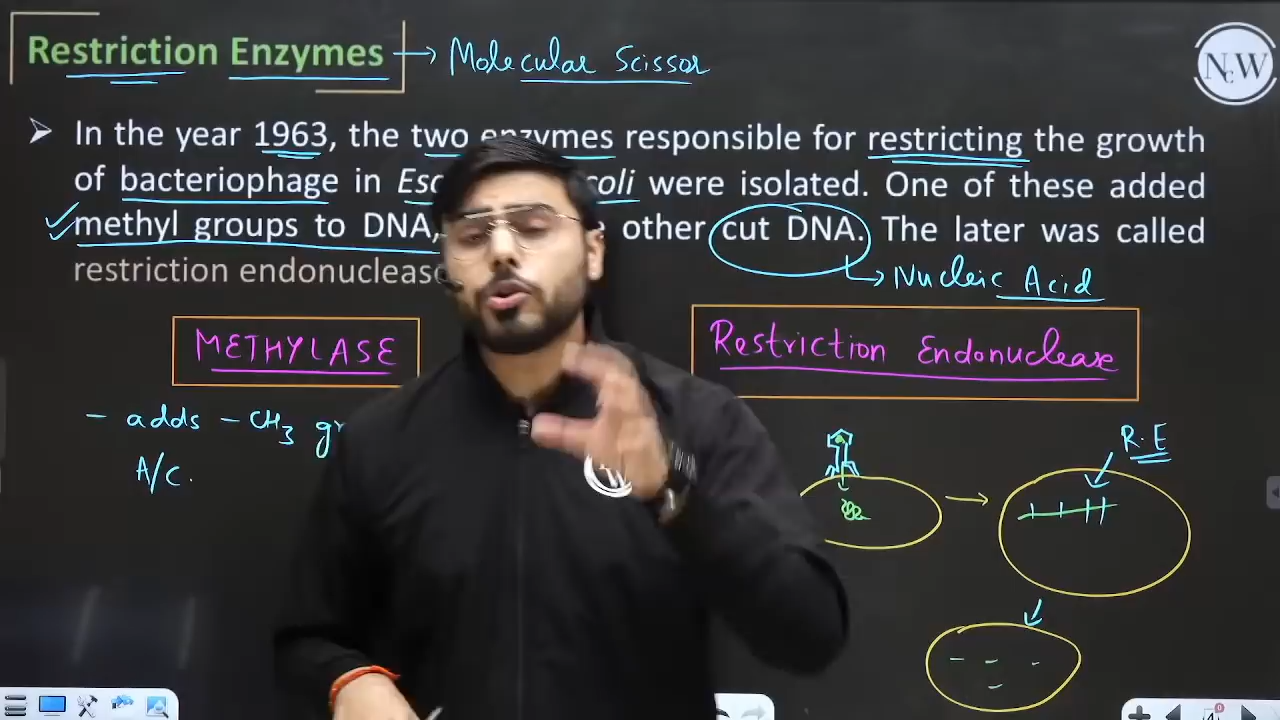 Restriction Enzymes → Molecular Scissor
NcW
➤ In the year 1963, the two enzymes responsible for restricting the growth
of bacteriophage in coli were isolated. One of these added
✓methyl groups to DNA, other cut DNA. The later was called
restriction endonuclease
→ Nucleic Acid
METHYLASE
Restriction Endonuclease
- adds -CH3
A/C.
R.E